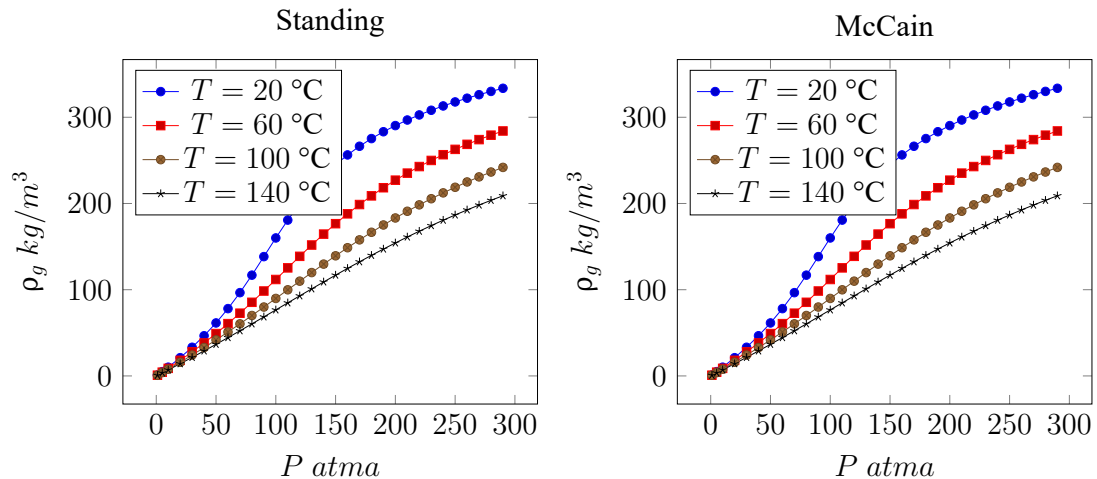 Standing
T = 20 °C
T = 60 °C
T = 100 °C
T = 140 °C
300
200
100
0
ρg kg/m³
0 50 100 150 200 250 300
P atma
McCain
T = 20 °C
T = 60 °C
T = 100 °C
T = 140 °C
300
200
100
0
ρg kg/m³
0 50 100 150 200 250 300
P atma